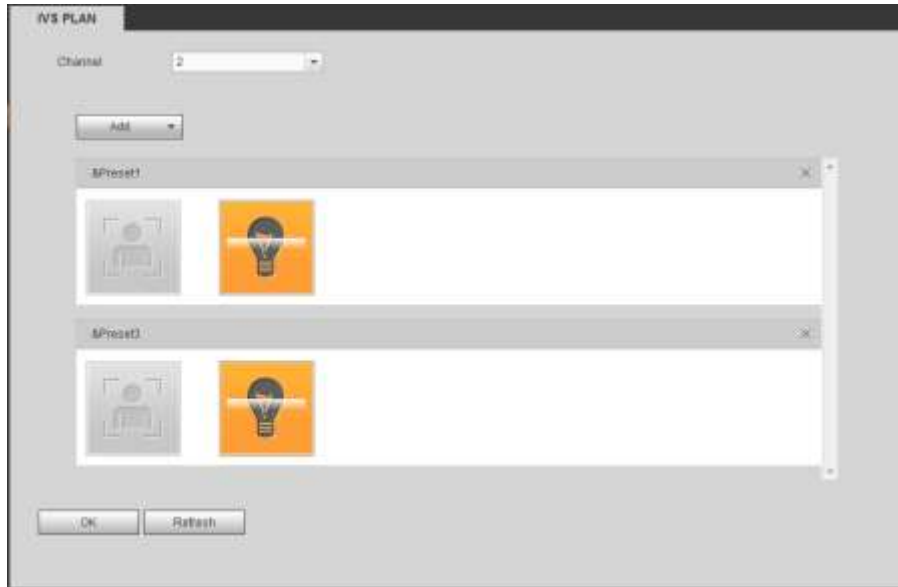 IVS PLAN
Channel 2
Add
&Preset1
&Preset3
OK Refresh